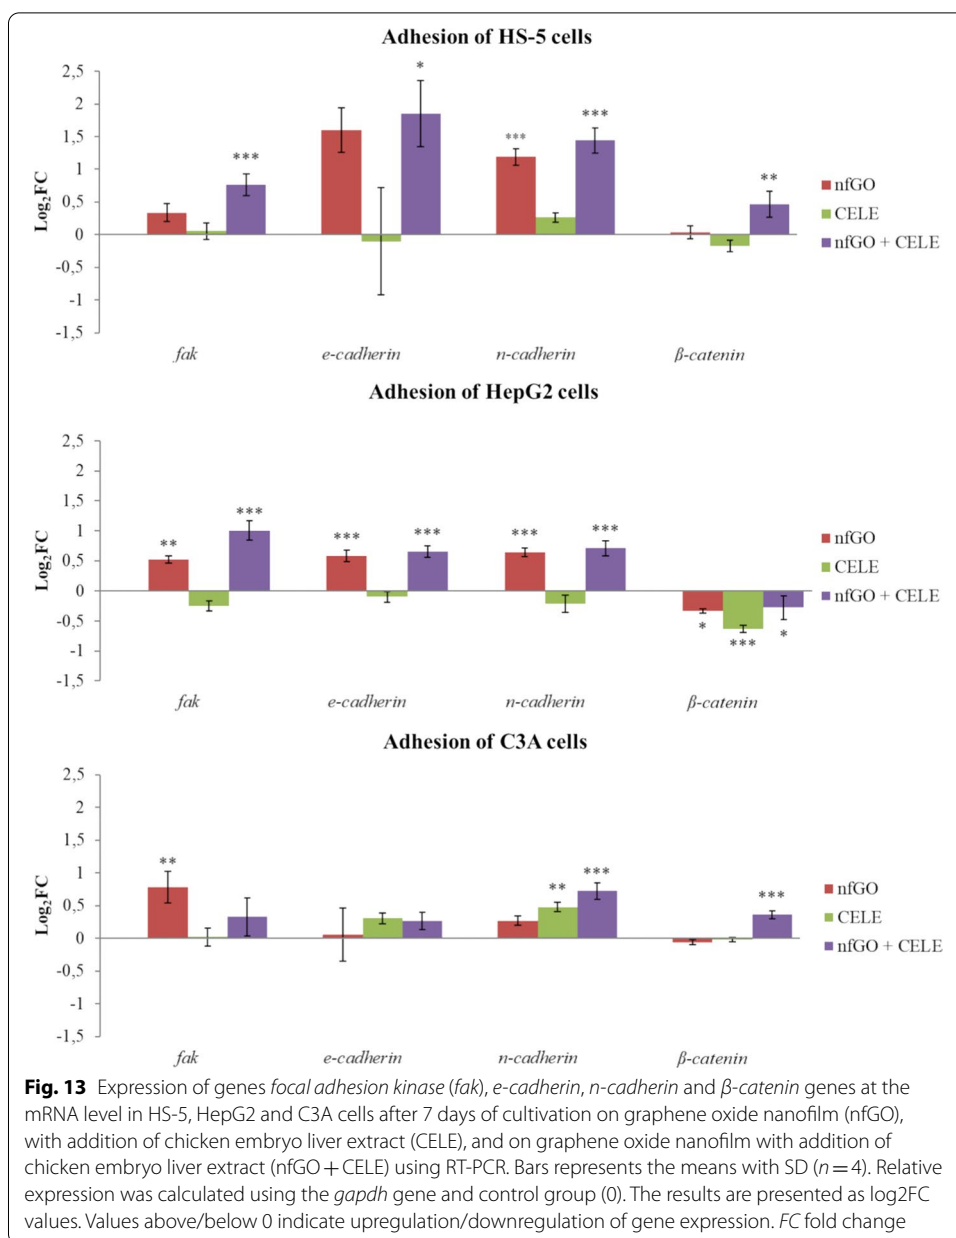 Adhesion of HS-5 cells
2,5
2
1,5
1
0,5
0
-0,5
-1
-1,5
Log2FC
***
*
***
***
**
nfGO
CELE
nfGO + CELE
fak e-cadherin n-cadherin β-catenin
Adhesion of HepG2 cells
2,5
2
1,5
1
0,5
0
-0,5
-1
-1,5
Log2FC
**
***
***
***
***
***
*
***
*
nfGO
CELE
nfGO + CELE
fak e-cadherin n-cadherin β-catenin
Adhesion of C3A cells
2,5
2
1,5
1
0,5
0
-0,5
-1
-1,5
Log2FC
**
**
***
***
nfGO
CELE
nfGO + CELE
fak e-cadherin n-cadherin β-catenin
Fig. 13 Expression of genes focal adhesion kinase (fak), e-cadherin, n-cadherin and β-catenin genes at the
mRNA level in HS-5, HepG2 and C3A cells after 7 days of cultivation on graphene oxide nanofilm (nfGO),
with addition of chicken embryo liver extract (CELE), and on graphene oxide nanofilm with addition of
chicken embryo liver extract (nfGO + CELE) using RT-PCR. Bars represents the means with SD (n = 4). Relative
expression was calculated using the gapdh gene and control group (0). The results are presented as log2FC
values. Values above/below 0 indicate upregulation/downregulation of gene expression. FC fold change